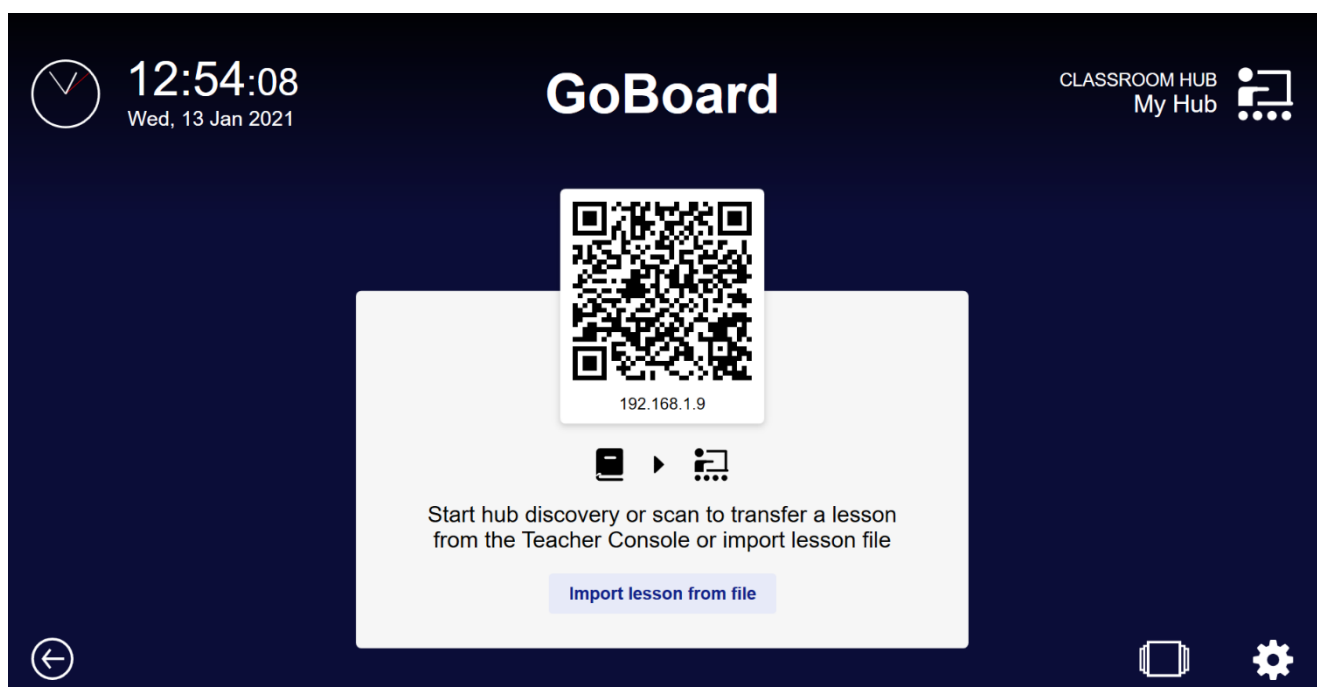 12:54:08
Wed, 13 Jan 2021
GoBoard
CLASSROOM HUB
My Hub
192.168.1.9
Start hub discovery or scan to transfer a lesson
from the Teacher Console or import lesson file
Import lesson from file